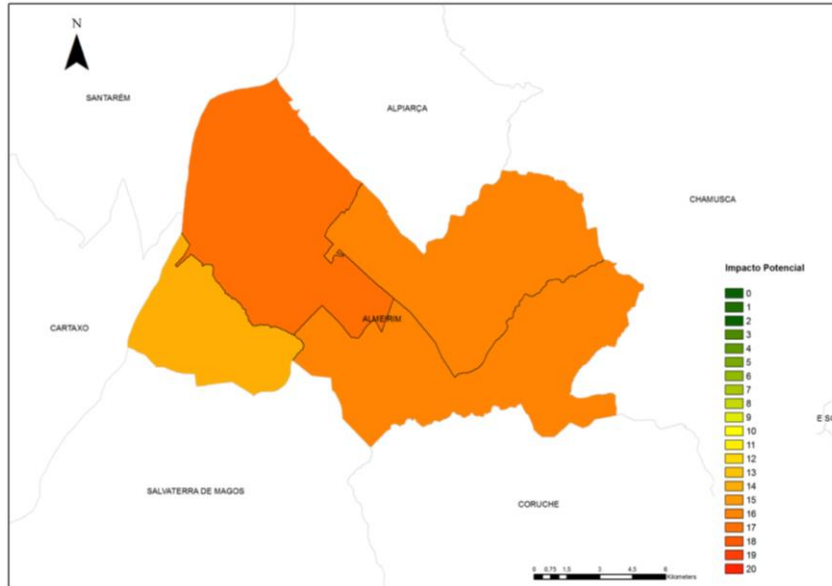 N
SANTARÉM
ALPIARÇA
CHAMUSCA
Impacto Potencial
0
1
2
3
4
5
6
7
8
9
10
11
12
13
14
15
16
17
18
19
20
CARTAXO
ALMEIRIM
SALVATERRA DE MAGOS
CORUCHE
0 0,75 1,5 3 4,5 6
Kilometers